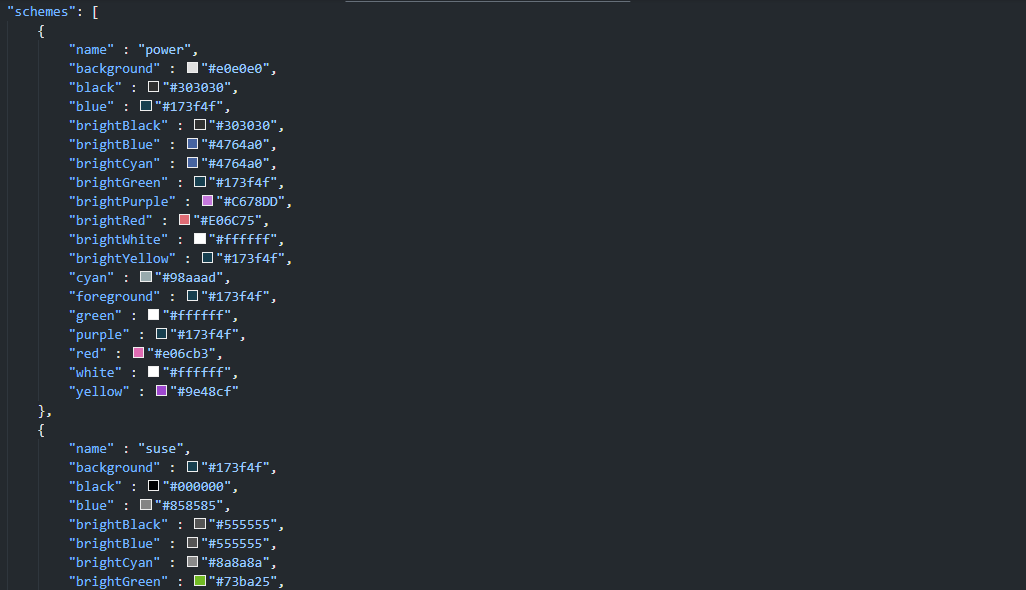 "schemes": [
{
"name" : "power",
"background" : "#e0e0e0",
"black" : "#303030",
"blue" : "#173f4f",
"brightBlack" : "#303030",
"brightBlue" : "#4764a0",
"brightCyan" : "#4764a0",
"brightGreen" : "#173f4f",
"brightPurple" : "#C678DD",
"brightRed" : "#E06C75",
"brightWhite" : "#ffffff",
"brightYellow" : "#173f4f",
"cyan" : "#98aaad",
"foreground" : "#173f4f",
"green" : "#ffffff",
"purple" : "#173f4f",
"red" : "#e06cb3",
"white" : "#ffffff",
"yellow" : "#9e48cf"
},
{
"name" : "suse",
"background" : "#173f4f",
"black" : "#000000",
"blue" : "#858585",
"brightBlack" : "#555555",
"brightBlue" : "#555555",
"brightCyan" : "#8a8a8a",
"brightGreen" : "#73ba25",